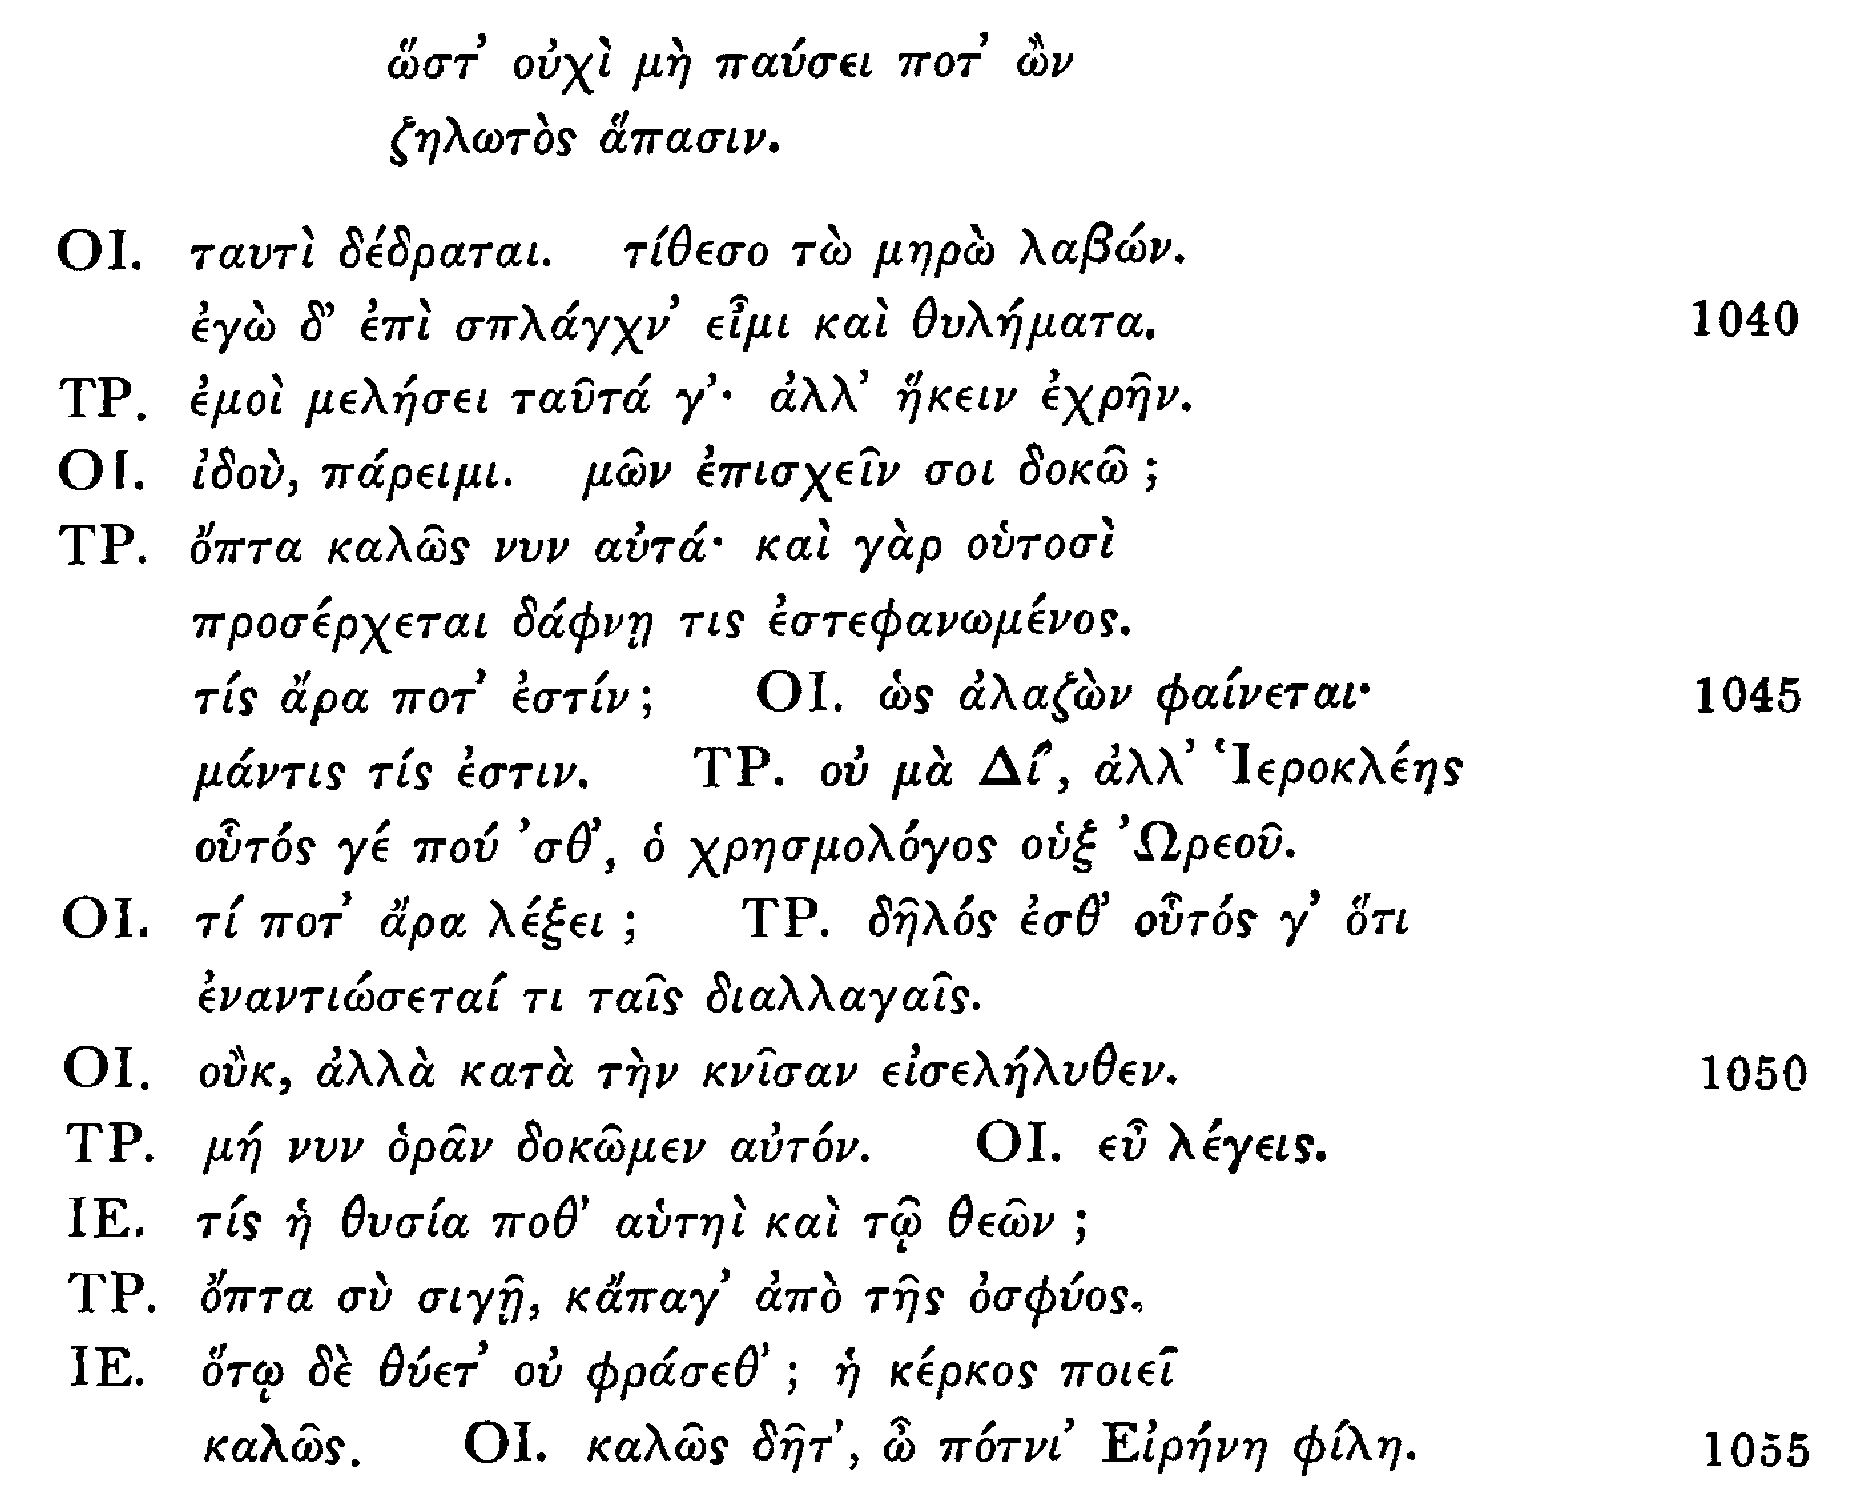 ὥστ’ οὐχὶ μὴ παύσει ποτ’ ὢν
ζηλωτὸς ἅπασιν.
ΟΙ. ταυτὶ δέδραται. τίθεσο τὼ μηρὼ λαβών.
ἐγὼ δ’ ἐπὶ σπλάγχν’ εἶμι καὶ θυλήματα. 1040
ΤΡ. ἐμοὶ μελήσει ταῦτά γ’· ἀλλ’ ἥκειν ἐχρῆν.
ΟΙ. ἰδοὺ, πάρειμι. μῶν ἐπισχεῖν σοι δοκῶ ;
ΤΡ. ὄπτα καλῶς νυν αὐτά· καὶ γὰρ οὑτοσὶ
προσέρχεται δάφνῃ τις ἐστεφανωμένος.
τίς ἄρα ποτ’ ἐστίν ; ΟΙ. ὡς ἀλαζὼν φαίνεται· 1045
μάντις τίς ἐστιν. ΤΡ. οὐ μὰ Δί’, ἀλλ’ Ἱεροκλέης
οὗτός γέ πού ’σθ’, ὁ χρησμολόγος οὑξ Ὠρεοῦ.
ΟΙ. τί ποτ’ ἄρα λέξει ; ΤΡ. δῆλός ἐσθ’ οὗτός γ’ ὅτι
ἐναντιώσεταί τι ταῖς διαλλαγαῖς.
ΟΙ. οὒκ, ἀλλὰ κατὰ τὴν κνῖσαν εἰσελήλυθεν. 1050
ΤΡ. μή νυν ὁρᾶν δοκῶμεν αὐτόν. ΟΙ. εὖ λέγεις.
ΙΕ. τίς ἡ θυσία ποθ’ αὑτηὶ καὶ τῷ θεῶν ;
ΤΡ. ὄπτα σὺ σιγῇ, κἄπαγ’ ἀπὸ τῆς ὀσφύος.
ΙΕ. ὅτῳ δὲ θύετ’ οὐ φράσεθ’ ; ἡ κέρκος ποιεῖ
καλῶς. ΟΙ. καλῶς δῆτ’, ὦ πότνι’ Εἰρήνη φίλη. 1055